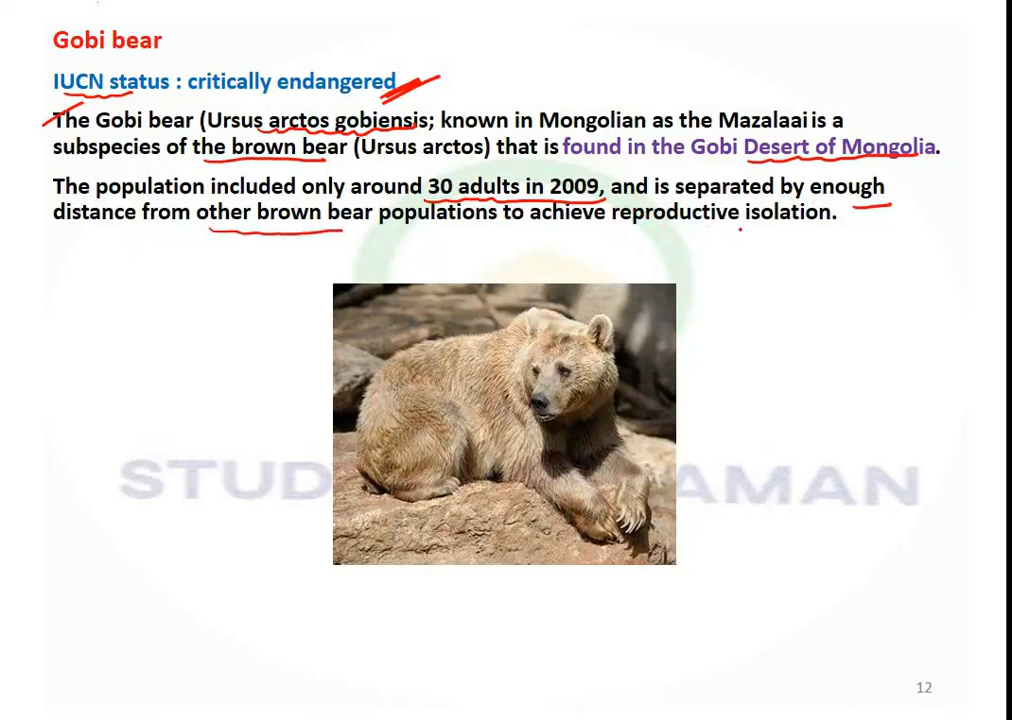 Gobi bear
IUCN status : critically endangered
The Gobi bear (Ursus arctos gobiensis; known in Mongolian as the Mazalaai is a
subspecies of the brown bear (Ursus arctos) that is found in the Gobi Desert of Mongolia.
The population included only around 30 adults in 2009, and is separated by enough
distance from other brown bear populations to achieve reproductive isolation.
STUD AMAN
12